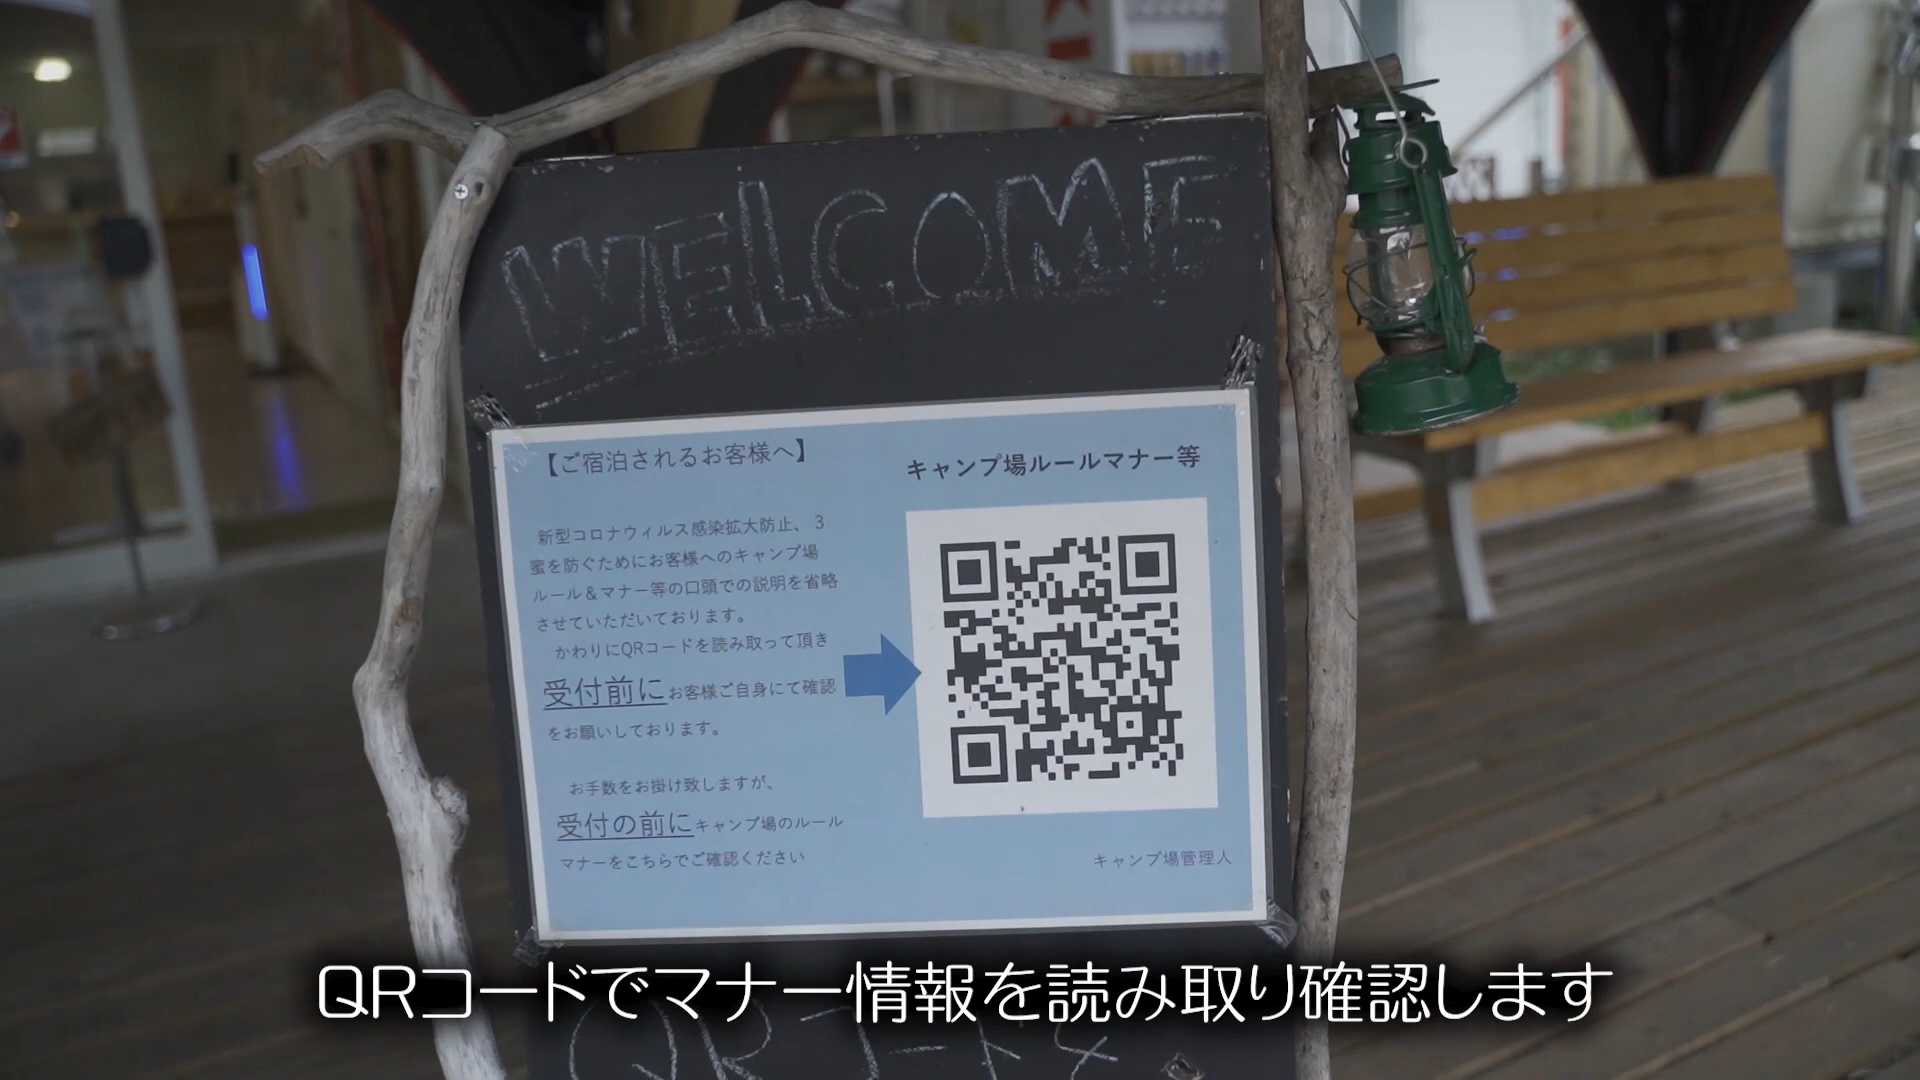 WELCOME
【ご宿泊されるお客様へ】
新型コロナウィルス感染拡大防止、3
蜜を防ぐためにお客様へのキャンプ場
ルール＆マナー等の口頭での説明を省略
させていただいております。
かわりにQRコードを読み取って頂き
受付前にお客様ご自身にて確認
をお願いしております。
お手数をお掛け致しますが、
受付の前にキャンプ場のルール
マナーをこちらでご確認ください
キャンプ場ルールマナー等
キャンプ場管理人
QRコードでマナー情報を読み取り確認します
QRコードを